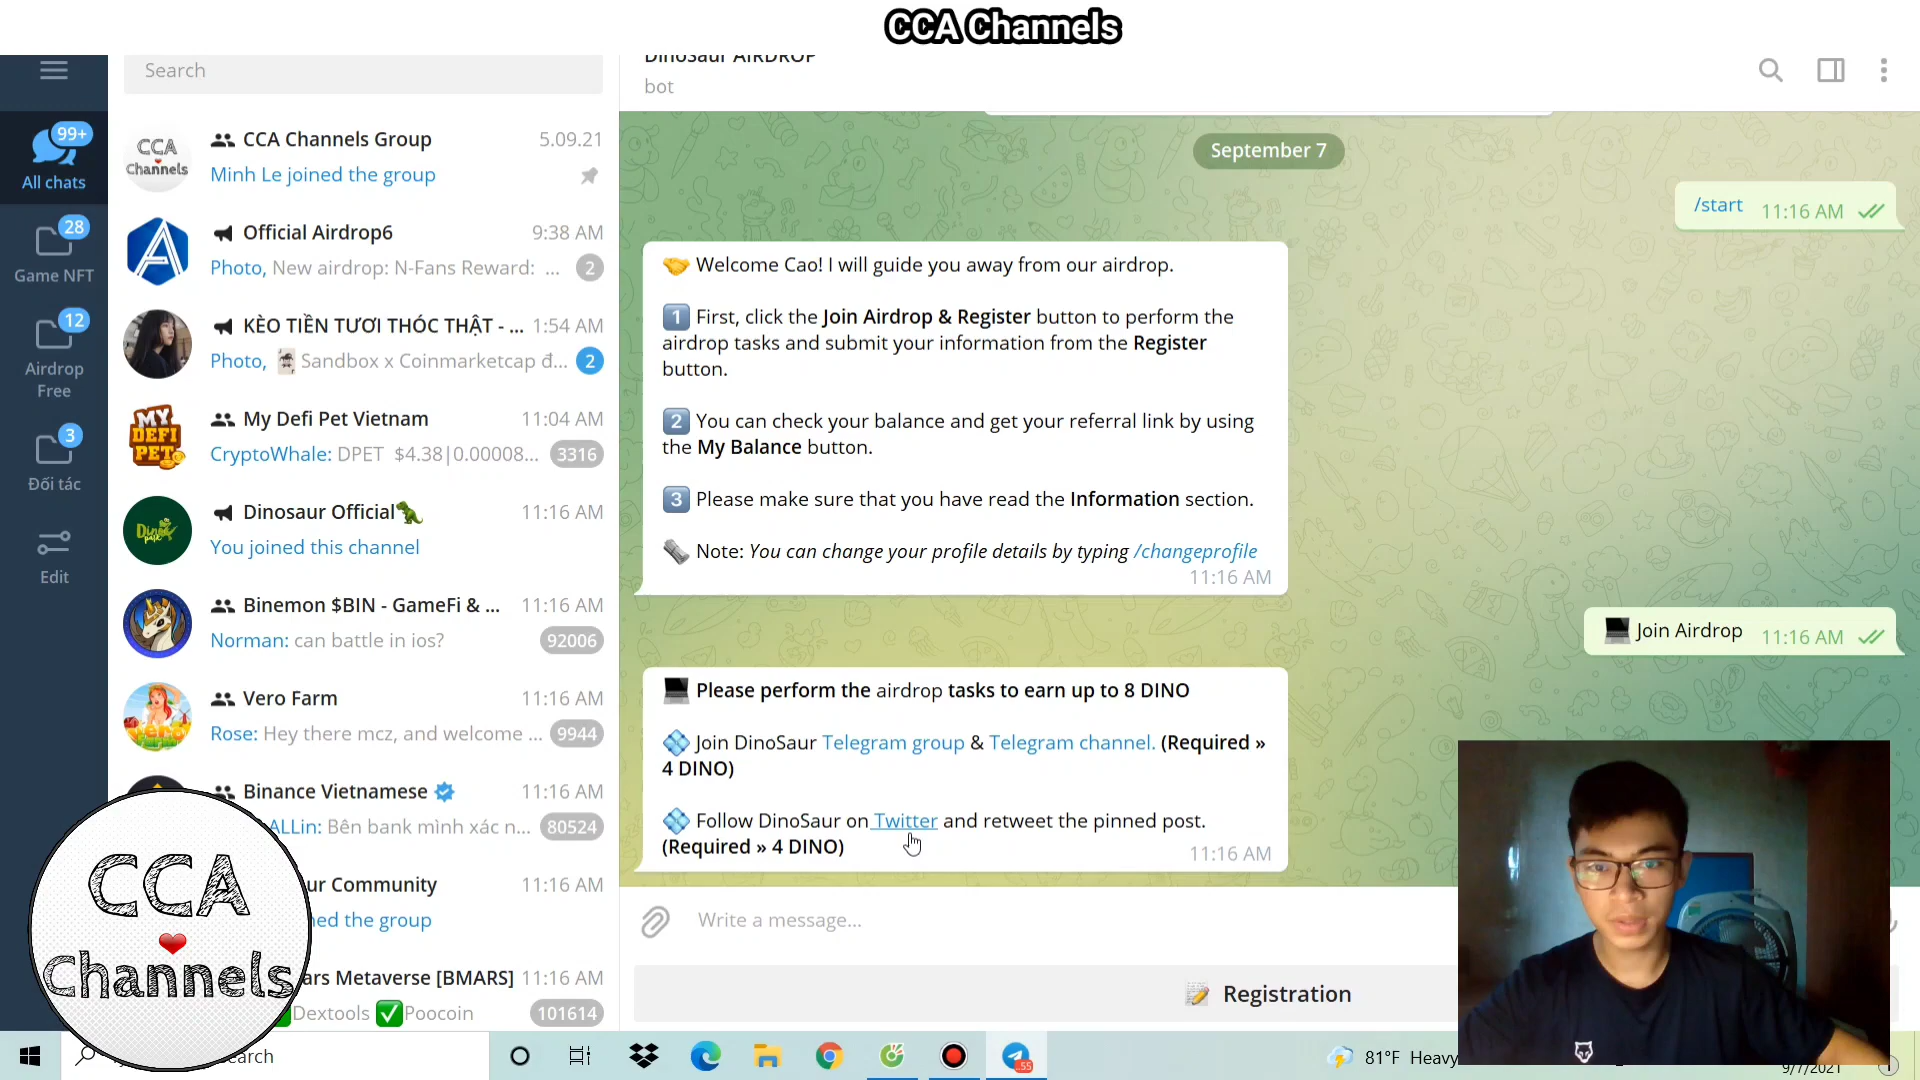 CCA Channels
Search
DinoSaur AIRDROP
bot
99+
All chats
28
Game NFT
12
Airdrop
Free
3
Đối tác
Edit
CCA
Channels
CCA Channels Group
5.09.21
Minh Le joined the group
Official Airdrop6
9:38 AM
Photo, New airdrop: N-Fans Reward: ...
2
KÈO TIỀN TƯƠI THÓC THẬT - ...
1:54 AM
Photo, Sandbox x Coinmarketcap đ...
2
MY
DEFI
PET
My Defi Pet Vietnam
11:04 AM
CryptoWhale: DPET $4.38|0.00008...
3316
Dinosaur Official
11:16 AM
You joined this channel
Binemon $BIN - GameFi & ...
11:16 AM
Norman: can battle in ios?
92006
Vero Farm
11:16 AM
Rose: Hey there mcz, and welcome ...
9944
Binance Vietnamese
11:16 AM
ALLin: Bên bank mình xác n...
80524
ur Community
11:16 AM
ned the group
ars Metaverse [BMARS]
11:16 AM
Dextools Poocoin
101614
CCA
Channels
September 7
/start 11:16 AM
Welcome Cao! I will guide you away from our airdrop.
1 First, click the Join Airdrop & Register button to perform the
airdrop tasks and submit your information from the Register
button.
2 You can check your balance and get your referral link by using
the My Balance button.
3 Please make sure that you have read the Information section.
Note: You can change your profile details by typing /changeprofile
11:16 AM
Join Airdrop 11:16 AM
Please perform the airdrop tasks to earn up to 8 DINO
Join DinoSaur Telegram group & Telegram channel. (Required »
4 DINO)
Follow DinoSaur on Twitter and retweet the pinned post.
(Required » 4 DINO)
11:16 AM
Write a message...
Registration
earch
81°F Heavy
9/7/2021